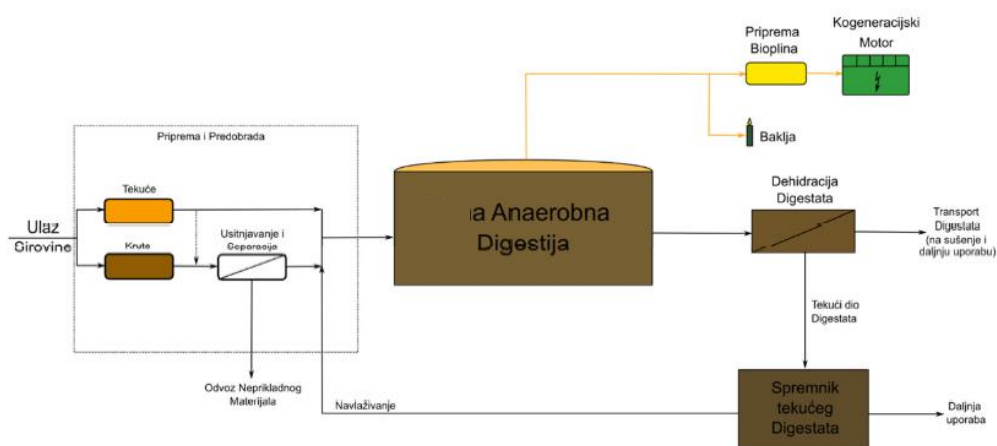 Kogeneracijski
Motor
Priprema
Bioplina
Baklja
Priprema i Predobrada
Tekuće
Ulaz
Sirovine
Krute
Usitnjavanje i
Separacija
Anaerobna
Digestija
Dehidracija
Digestata
Transport
Digestata
(na sušenje i
daljnju uporabu)
Tekući dio
Digestata
Odvoz Neprikladnog
Materijala
Navlaživanje
Spremnik
tekućeg
Digestata
Daljnja
uporaba